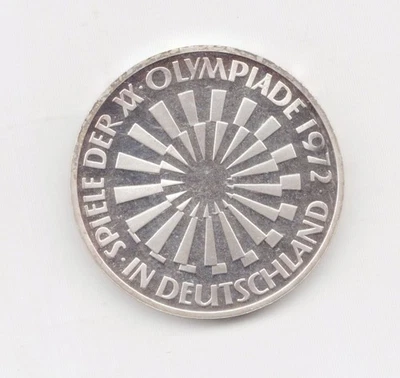 SPIELE DER XX. OLYMPIADE 1972
· IN DEUTSCHLAND ·